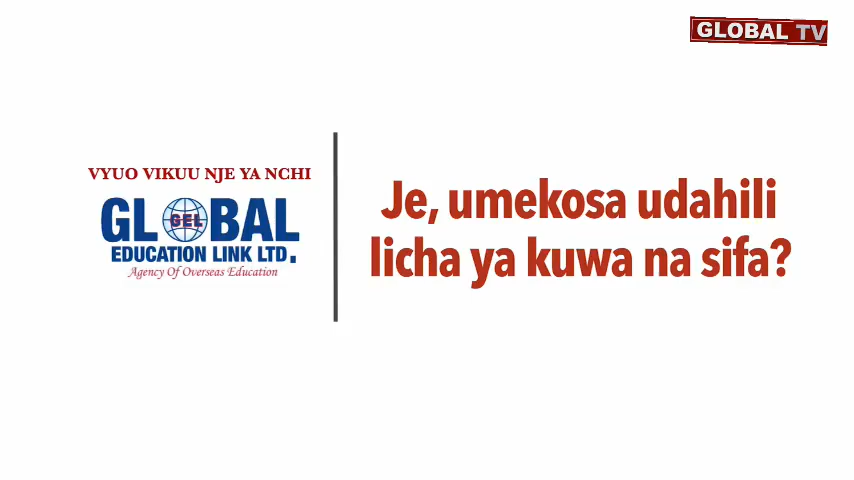 GLOBAL TV
VYUO VIKUU NJE YA NCHI
GLOBAL
GEL
EDUCATION LINK LTD.
Agency Of Overseas Education
Je, umekosa udahili
licha ya kuwa na sifa?